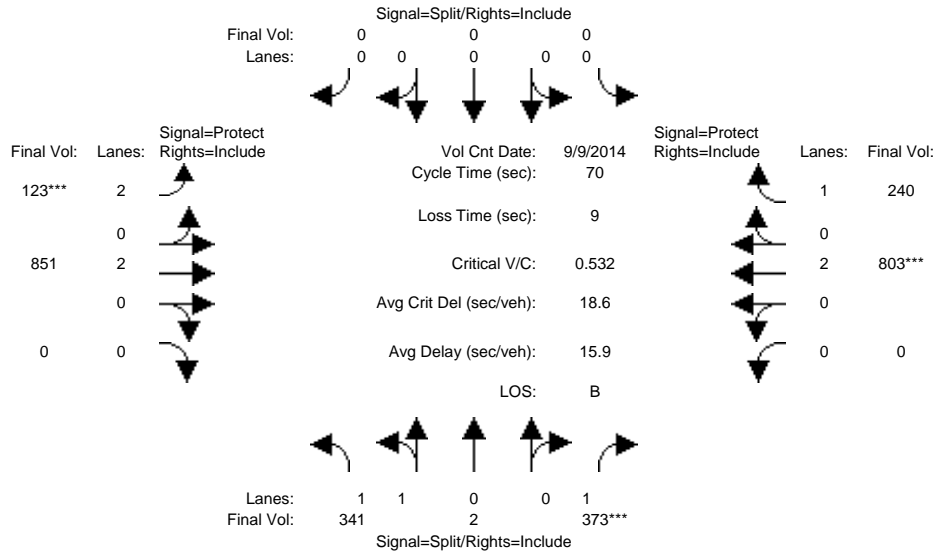 Signal=Split/Rights=Include
Final Vol: 0 0 0
Lanes: 0 0 0 0 0
Signal=Protect Signal=Protect
Final Vol: Lanes: Rights=Include Vol Cnt Date: 9/9/2014 Rights=Include Lanes: Final Vol:
Cycle Time (sec): 70
123*** 2 1 240
Loss Time (sec): 9
0 0
851 2 Critical V/C: 0.532 2 803***
0 Avg Crit Del (sec/veh): 18.6 0
0 0 Avg Delay (sec/veh): 15.9 0 0
LOS: B
Lanes: 1 1 0 0 1
Final Vol: 341 2 373***
Signal=Split/Rights=Include